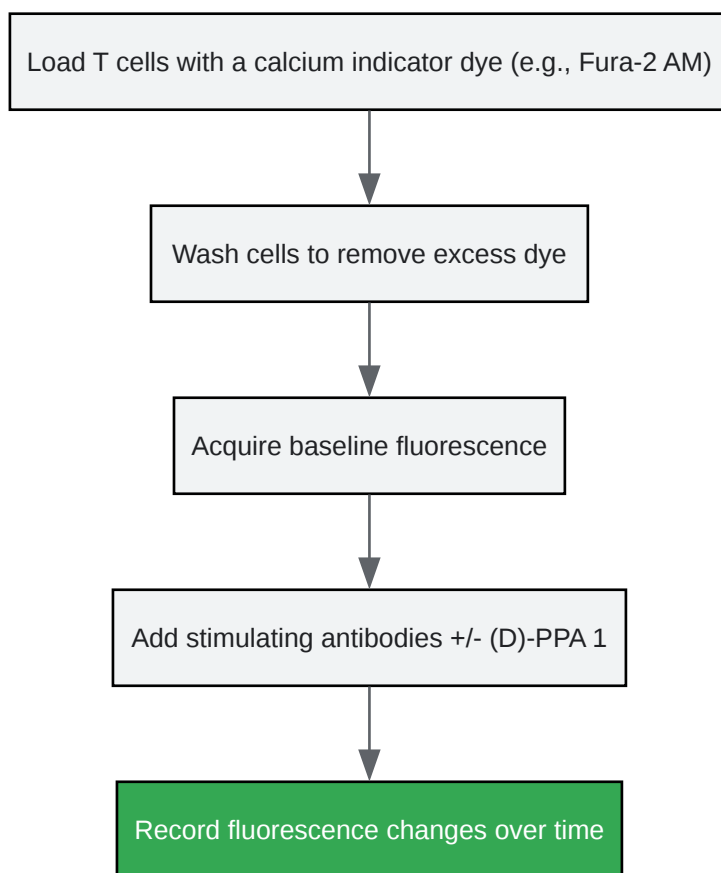 Load T cells with a calcium indicator dye (e.g., Fura-2 AM)
Wash cells to remove excess dye
Acquire baseline fluorescence
Add stimulating antibodies +/- (D)-PPA 1
Record fluorescence changes over time